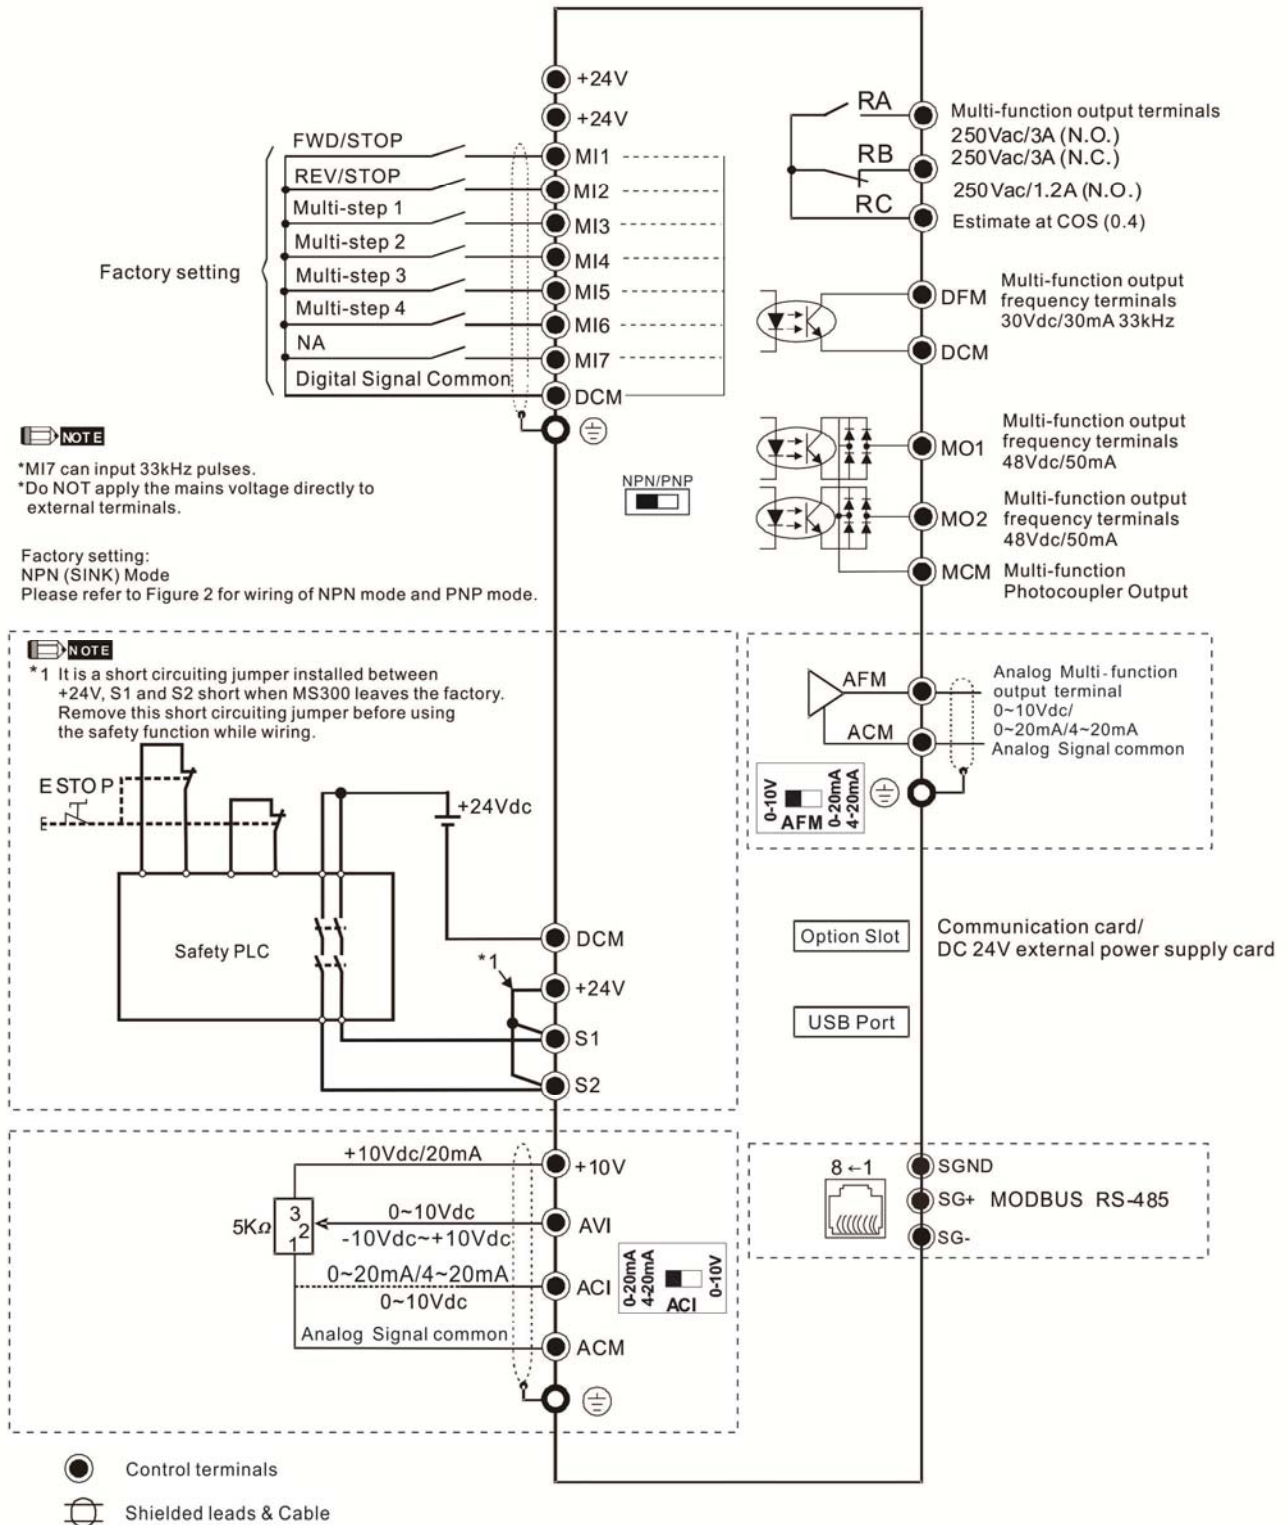 +24V
+24V
FWD/STOP
MI1
REV/STOP
MI2
Multi-step 1
MI3
Multi-step 2
MI4
Multi-step 3
MI5
Multi-step 4
MI6
NA
MI7
Digital Signal Common
DCM
Factory setting
NOTE
*MI7 can input 33kHz pulses.
*Do NOT apply the mains voltage directly to
external terminals.
Factory setting:
NPN (SINK) Mode
Please refer to Figure 2 for wiring of NPN mode and PNP mode.
NPN/PNP
RA
Multi-function output terminals
250Vac/3A (N.O.)
250Vac/3A (N.C.)
RB
250Vac/1.2A (N.O.)
RC
Estimate at COS (0.4)
DFM
Multi-function output
frequency terminals
30Vdc/30mA 33kHz
DCM
MO1
Multi-function output
frequency terminals
48Vdc/50mA
MO2
Multi-function output
frequency terminals
48Vdc/50mA
MCM
Multi-function
Photocoupler Output
NOTE
*1 It is a short circuiting jumper installed between
+24V, S1 and S2 short when MS300 leaves the factory.
Remove this short circuiting jumper before using
the safety function while wiring.
ESTOP
E
+24Vdc
Safety PLC
DCM
*1
+24V
S1
S2
AFM
ACM
Analog Multi-function
output terminal
0~10Vdc/
0~20mA/4~20mA
Analog Signal common
0-10V
AFM
0-20mA
4-20mA
Option Slot
Communication card/
DC 24V external power supply card
USB Port
8←1
SGND
SG+
MODBUS RS-485
SG-
+10Vdc/20mA
+10V
5KΩ
3
2
1
0~10Vdc
-10Vdc~+10Vdc
AVI
0~20mA/4~20mA
0~10Vdc
ACI
0-20mA
4-20mA
ACI
0-10V
Analog Signal common
ACM
Control terminals
Shielded leads & Cable